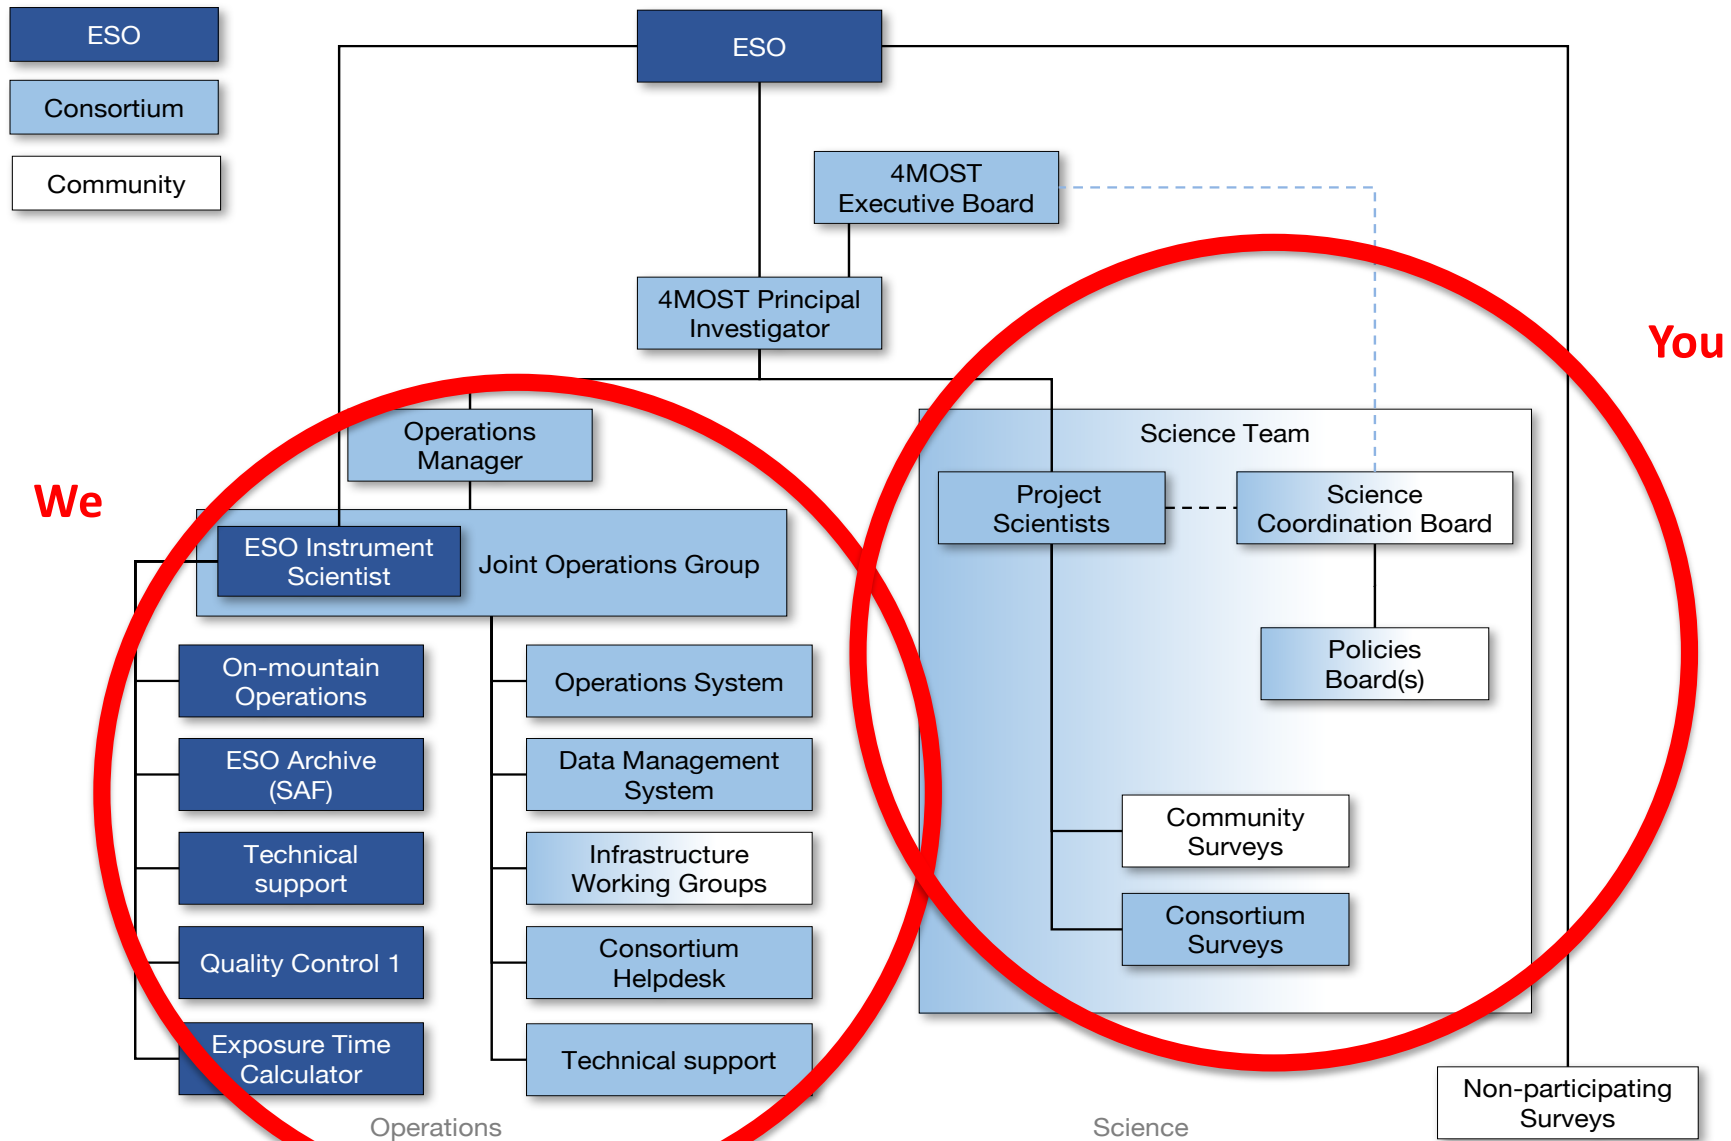 ESO
Consortium
Community
ESO
4MOST
Executive Board
4MOST Principal
Investigator
You
We
Operations
Manager
ESO Instrument
Scientist
Joint Operations Group
On-mountain
Operations
ESO Archive
(SAF)
Technical
support
Quality Control 1
Exposure Time
Calculator
Operations System
Data Management
System
Infrastructure
Working Groups
Consortium
Helpdesk
Technical support
Operations
Science Team
Project
Scientists
Science
Coordination Board
Policies
Board(s)
Community
Surveys
Consortium
Surveys
Science
Non-participating
Surveys